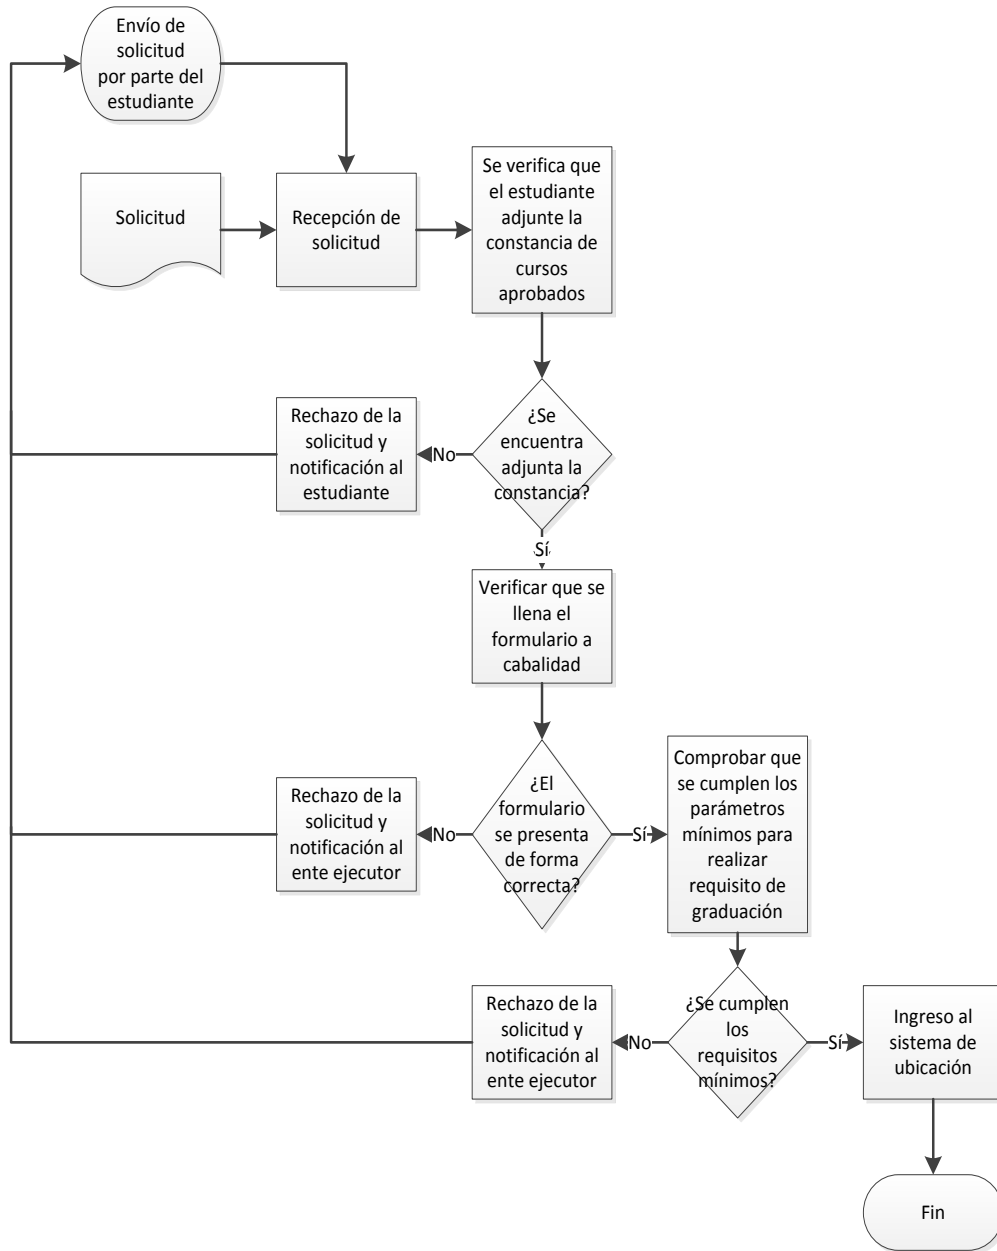 Envío de
solicitud
por parte del
estudiante
Solicitud
Recepción de
solicitud
Se verifica que
el estudiante
adjunte la
constancia de
cursos
aprobados
¿Se
encuentra
adjunta la
constancia?
No
Rechazo de la
solicitud y
notificación al
estudiante
Sí
Verificar que se
llena el
formulario a
cabalidad
¿El
formulario
se presenta
de forma
correcta?
No
Rechazo de la
solicitud y
notificación al
ente ejecutor
Sí
Comprobar que
se cumplen los
parámetros
mínimos para
realizar
requisito de
graduación
¿Se cumplen
los
requisitos
mínimos?
No
Rechazo de la
solicitud y
notificación al
ente ejecutor
Sí
Ingreso al
sistema de
ubicación
Fin